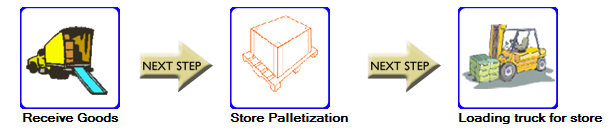 NEXT STEP
NEXT STEP
Receive Goods
Store Palletization
Loading truck for store